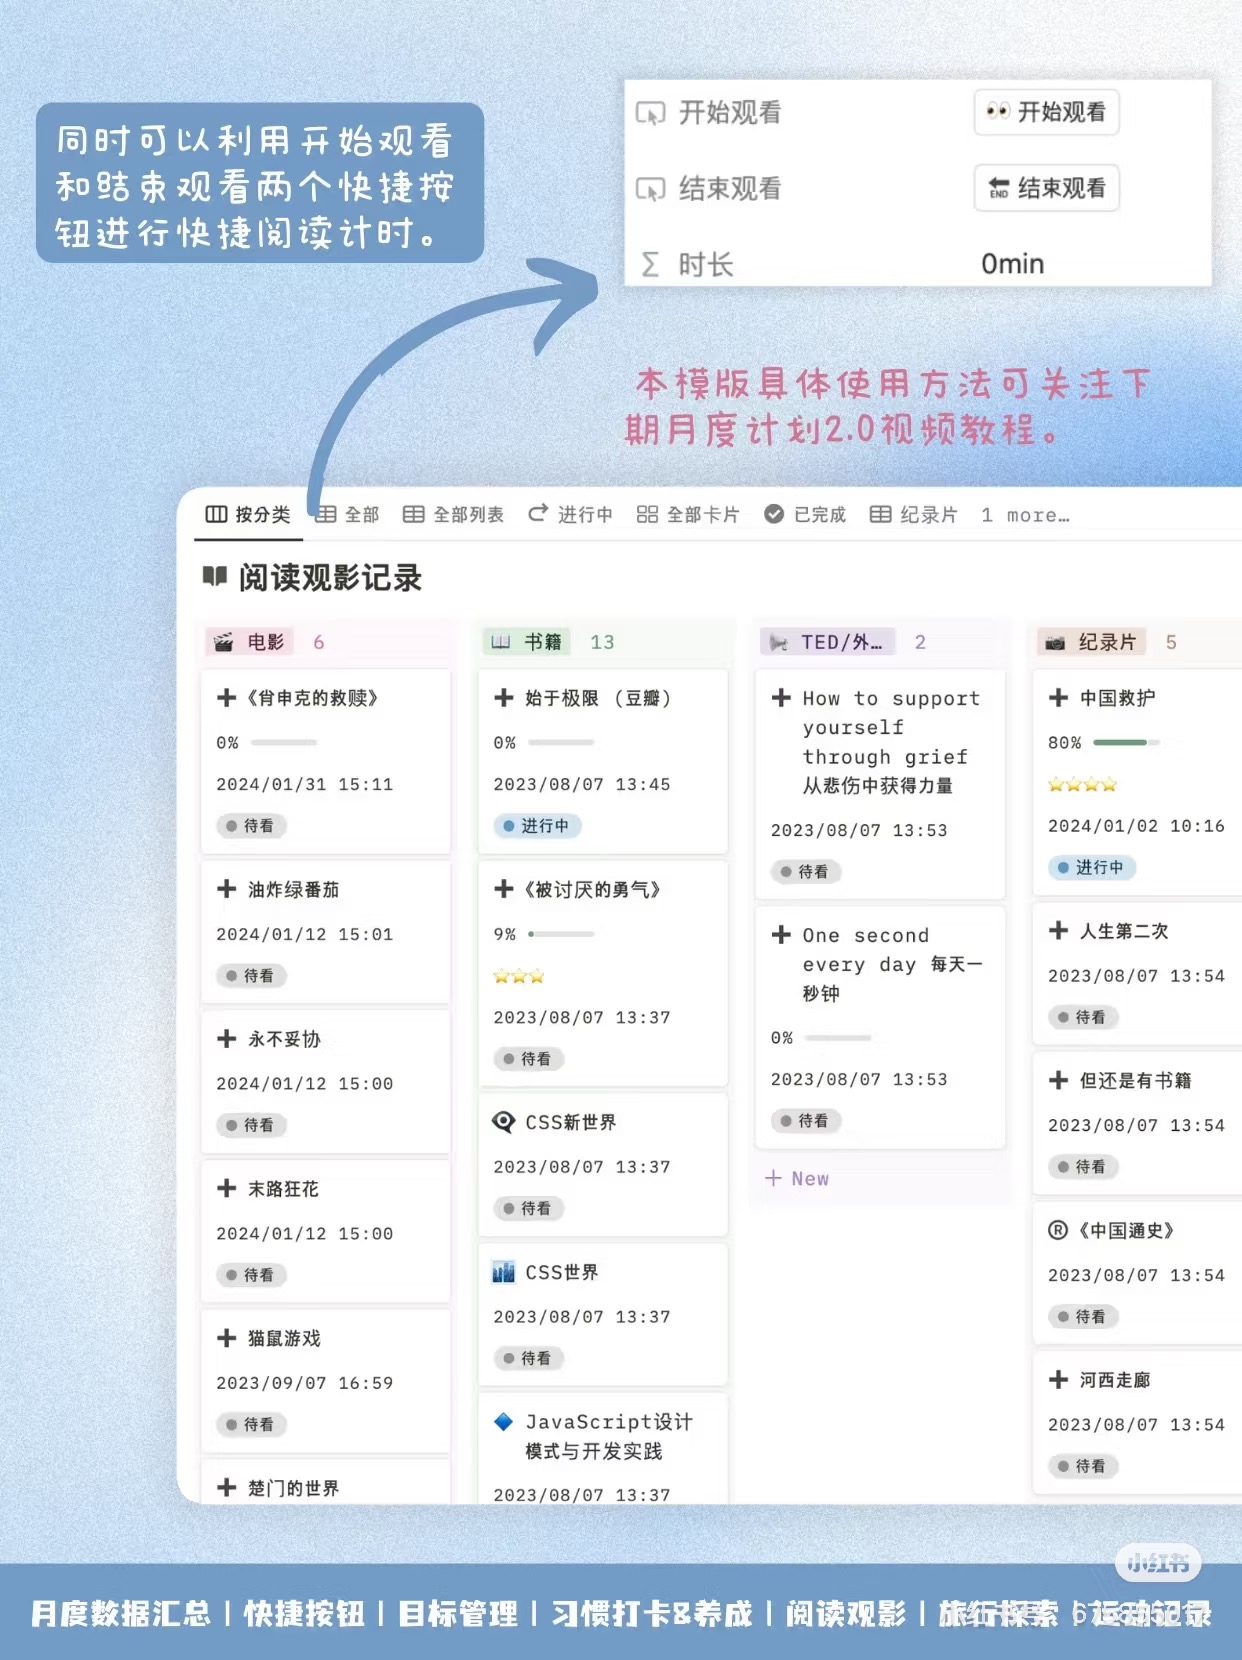 同时可以利用开始观看
和结束观看两个快捷按
钮进行快捷阅读计时。
开始观看
👀 开始观看
结束观看
END 结束观看
Σ 时长
0min
本模版具体使用方法可关注下
期月度计划2.0视频教程。
按分类
全部
全部列表
进行中
全部卡片
已完成
纪录片
1 more…
阅读观影记录
电影 6
《肖申克的救赎》
0%
2024/01/31 15:11
待看
油炸绿番茄
2024/01/12 15:01
待看
永不妥协
2024/01/12 15:00
待看
末路狂花
2024/01/12 15:00
待看
猫鼠游戏
2023/09/07 16:59
待看
楚门的世界
书籍 13
始于极限 （豆瓣）
0%
2023/08/07 13:45
进行中
《被讨厌的勇气》
9%
⭐⭐⭐
2023/08/07 13:37
待看
CSS新世界
2023/08/07 13:37
待看
CSS世界
2023/08/07 13:37
待看
JavaScript设计
模式与开发实践
2023/08/07 13:37
TED/外… 2
How to support
yourself
through grief
从悲伤中获得力量
2023/08/07 13:53
待看
One second
every day 每天一
秒钟
0%
2023/08/07 13:53
待看
+ New
纪录片 5
中国救护
80%
⭐⭐⭐⭐
2024/01/02 10:16
进行中
人生第二次
2023/08/07 13:54
待看
但还是有书籍
2023/08/07 13:54
待看
®《中国通史》
2023/08/07 13:54
待看
河西走廊
2023/08/07 13:54
待看
小红书
月度数据汇总 | 快捷按钮 | 目标管理 | 习惯打卡&养成 | 阅读观影 | 旅行探索 | 运动记录